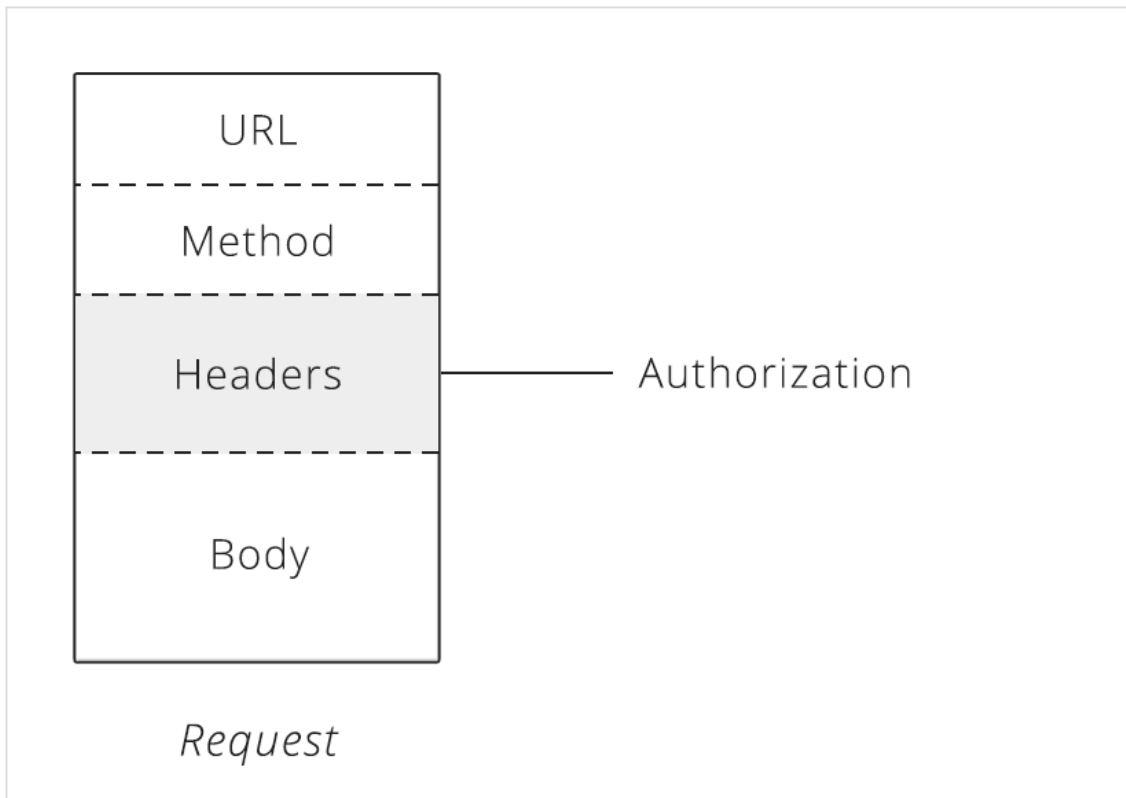 URL
Method
Headers
Authorization
Body
Request